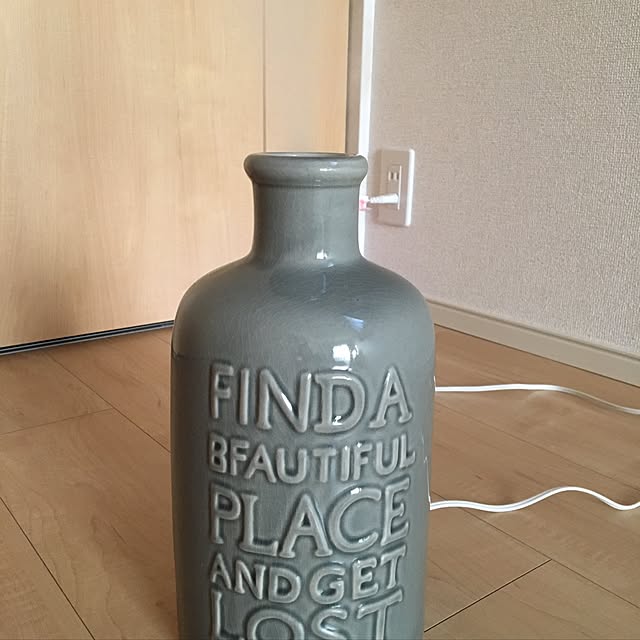 FIND A
BEAUTIFUL
PLACE
AND GET
LOST